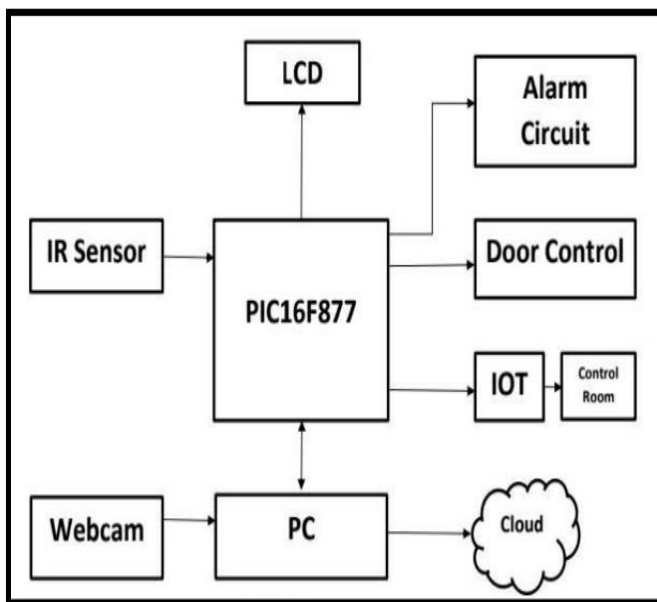 LCD
Alarm
Circuit
IR Sensor
PIC16F877
Door Control
IOT
Control
Room
Webcam
PC
Cloud